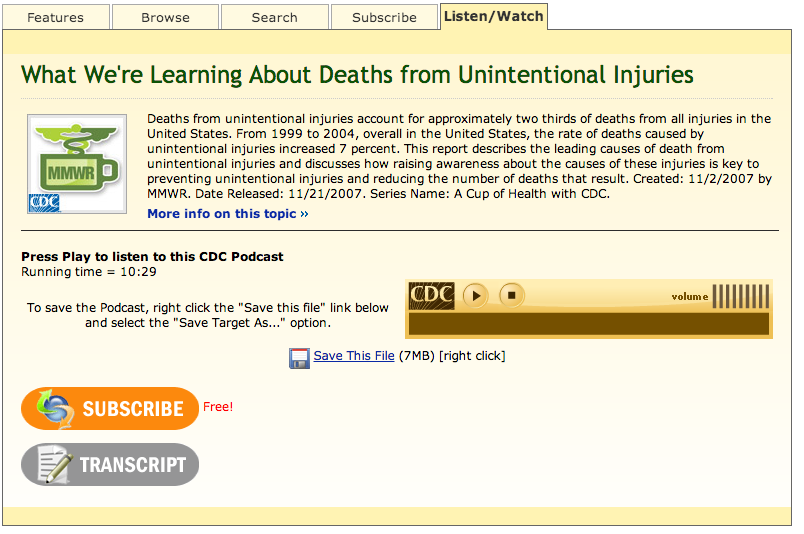 Features
Browse
Search
Subscribe
Listen/Watch
What We're Learning About Deaths from Unintentional Injuries
MMWR
CDC
Deaths from unintentional injuries account for approximately two thirds of deaths from all injuries in the
United States. From 1999 to 2004, overall in the United States, the rate of deaths caused by
unintentional injuries increased 7 percent. This report describes the leading causes of death from
unintentional injuries and discusses how raising awareness about the causes of these injuries is key to
preventing unintentional injuries and reducing the number of deaths that result. Created: 11/2/2007 by
MMWR. Date Released: 11/21/2007. Series Name: A Cup of Health with CDC.
More info on this topic »
Press Play to listen to this CDC Podcast
Running time = 10:29
To save the Podcast, right click the "Save this file" link below
and select the "Save Target As..." option.
CDC
volume
Save This File (7MB) [right click]
SUBSCRIBE Free!
TRANSCRIPT